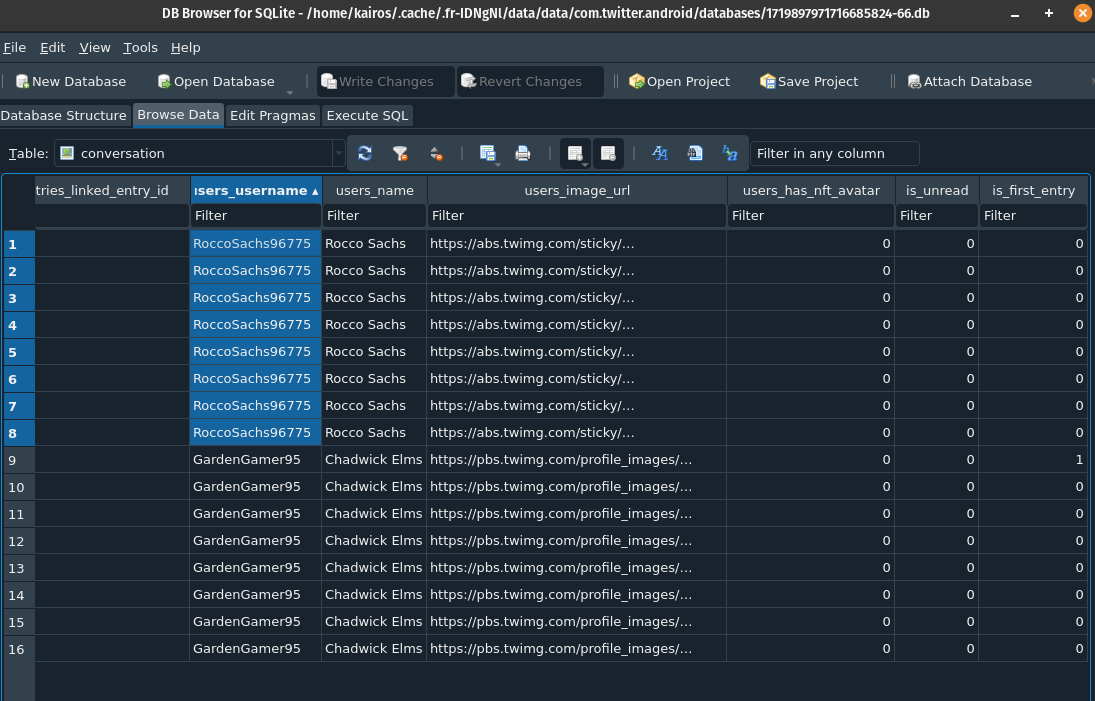 DB Browser for SQLite - /home/kairos/.cache/.fr-IDNgNl/data/data/com.twitter.android/databases/1719897971716685824-66.db
File Edit View Tools Help
New Database Open Database Write Changes Revert Changes Open Project Save Project Attach Database
Database Structure Browse Data Edit Pragmas Execute SQL
Table: conversation Filter in any column
tries_linked_entry_id users_username users_name users_image_url users_has_nft_avatar is_unread is_first_entry
Filter Filter Filter Filter Filter Filter
1 RoccoSachs96775 Rocco Sachs https://abs.twimg.com/sticky/... 0 0 0
2 RoccoSachs96775 Rocco Sachs https://abs.twimg.com/sticky/... 0 0 0
3 RoccoSachs96775 Rocco Sachs https://abs.twimg.com/sticky/... 0 0 0
4 RoccoSachs96775 Rocco Sachs https://abs.twimg.com/sticky/... 0 0 0
5 RoccoSachs96775 Rocco Sachs https://abs.twimg.com/sticky/... 0 0 0
6 RoccoSachs96775 Rocco Sachs https://abs.twimg.com/sticky/... 0 0 0
7 RoccoSachs96775 Rocco Sachs https://abs.twimg.com/sticky/... 0 0 0
8 RoccoSachs96775 Rocco Sachs https://abs.twimg.com/sticky/... 0 0 0
9 GardenGamer95 Chadwick Elms https://pbs.twimg.com/profile_images/... 0 0 1
10 GardenGamer95 Chadwick Elms https://pbs.twimg.com/profile_images/... 0 0 0
11 GardenGamer95 Chadwick Elms https://pbs.twimg.com/profile_images/... 0 0 0
12 GardenGamer95 Chadwick Elms https://pbs.twimg.com/profile_images/... 0 0 0
13 GardenGamer95 Chadwick Elms https://pbs.twimg.com/profile_images/... 0 0 0
14 GardenGamer95 Chadwick Elms https://pbs.twimg.com/profile_images/... 0 0 0
15 GardenGamer95 Chadwick Elms https://pbs.twimg.com/profile_images/... 0 0 0
16 GardenGamer95 Chadwick Elms https://pbs.twimg.com/profile_images/... 0 0 0